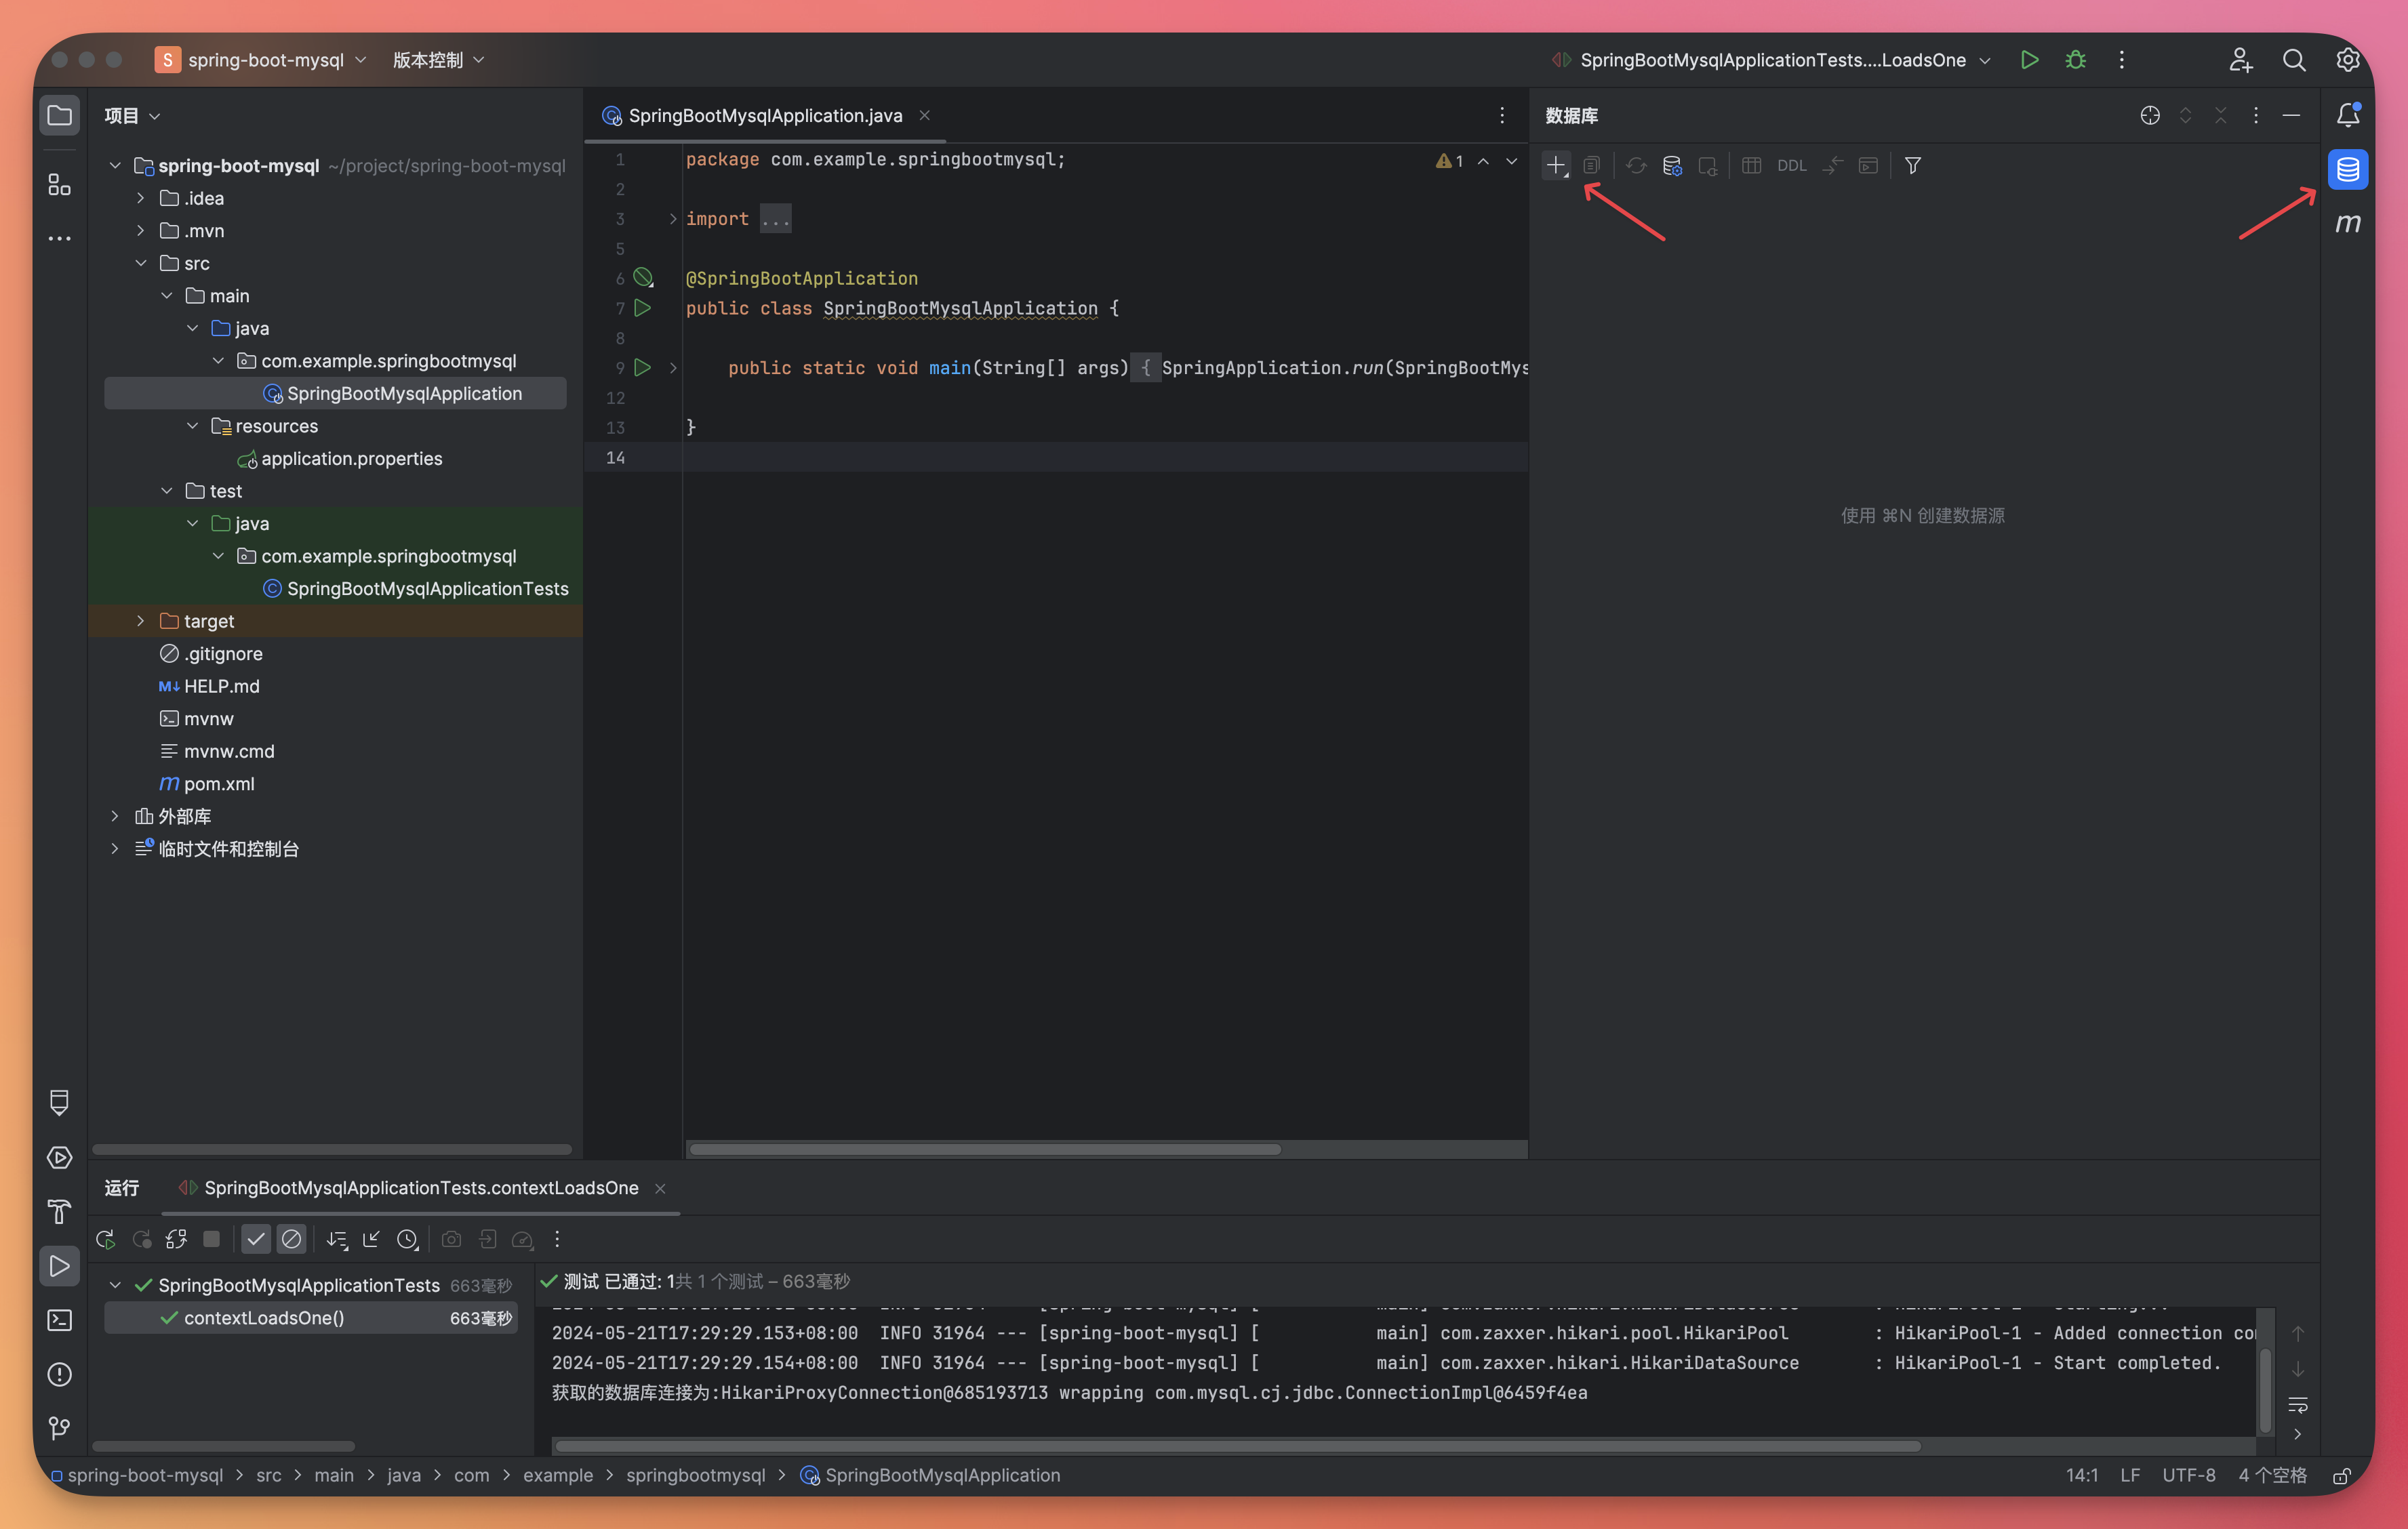 S spring-boot-mysql 版本控制
SpringBootMysqlApplicationTests....LoadsOne
项目
spring-boot-mysql ~/project/spring-boot-mysql
.idea
.mvn
src
main
java
com.example.springbootmysql
SpringBootMysqlApplication
resources
application.properties
test
java
com.example.springbootmysql
SpringBootMysqlApplicationTests
target
.gitignore
M↓ HELP.md
mvnw
mvnw.cmd
m pom.xml
外部库
临时文件和控制台
SpringBootMysqlApplication.java
1 package com.example.springbootmysql;
1
2
3 import ...
5
6 @SpringBootApplication
7 public class SpringBootMysqlApplication {
8
9 public static void main(String[] args) { SpringApplication.run(SpringBootMys
12
13 }
14
数据库
DDL
使用 ⌘N 创建数据源
m
运行 SpringBootMysqlApplicationTests.contextLoadsOne
SpringBootMysqlApplicationTests 663毫秒
contextLoadsOne() 663毫秒
测试 已通过: 1共 1 个测试 – 663毫秒
2024-05-21T17:29:29.153+08:00 INFO 31964 --- [spring-boot-mysql] [ main] com.zaxxer.hikari.pool.HikariPool : HikariPool-1 - Added connection co
2024-05-21T17:29:29.154+08:00 INFO 31964 --- [spring-boot-mysql] [ main] com.zaxxer.hikari.HikariDataSource : HikariPool-1 - Start completed.
获取的数据库连接为:HikariProxyConnection@685193713 wrapping com.mysql.cj.jdbc.ConnectionImpl@6459f4ea
spring-boot-mysql > src > main > java > com > example > springbootmysql > SpringBootMysqlApplication
14:1 LF UTF-8 4 个空格